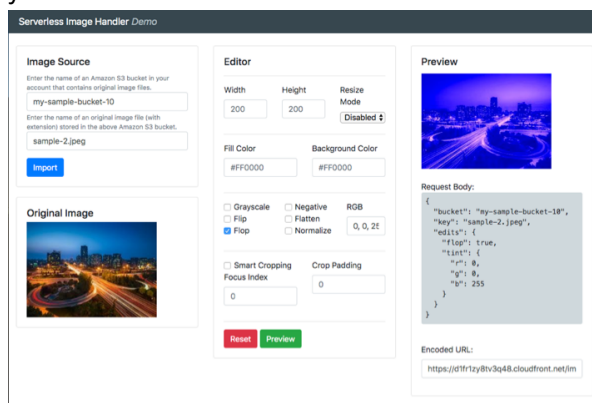 Serverless Image Handler Demo
Image Source
Enter the name of an Amazon S3 bucket in your
account that contains original image files.
my-sample-bucket-10
Enter the name of an original image file (with
extension) stored in the above Amazon S3 bucket.
sample-2.jpeg
Import
Original Image
Editor
Width Height Resize
Mode
200 200 Disabled
Fill Color Background Color
#FF0000 #FF0000
Grayscale Negative RGB
Flip Flatten 0, 0, 25
Flop Normalize
Smart Cropping Crop Padding
Focus Index
0 0
Reset Preview
Preview
Request Body:
{
"bucket": "my-sample-bucket-10",
"key": "sample-2.jpeg",
"edits": {
"flop": true,
"tint": {
"r": 0,
"g": 0,
"b": 255
}
}
}
Encoded URL:
https://d1fr1zy8tv3q48.cloudfront.net/im